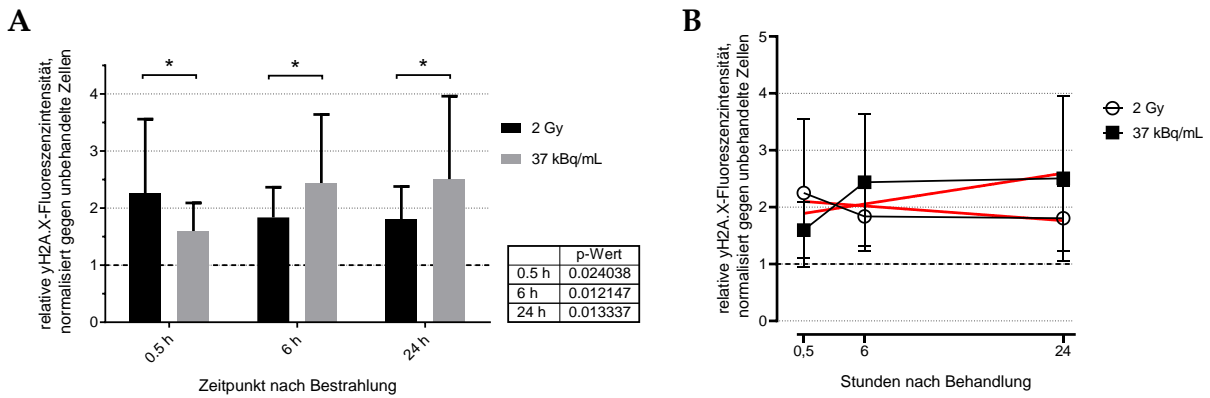 A
relative γH2A.X-Fluoreszenzintensität,
normalisiert gegen unbehandelte Zellen
4
3
2
1
0
*
*
*
0.5 h
6 h
24 h
Zeitpunkt nach Bestrahlung
2 Gy
37 kBq/mL
p-Wert
0.5 h 0.024038
6 h 0.012147
24 h 0.013337
B
relative γH2A.X-Fluoreszenzintensität,
normalisiert gegen unbehandelte Zellen
5
4
3
2
1
0
0,5
6
24
Stunden nach Behandlung
2 Gy
37 kBq/mL